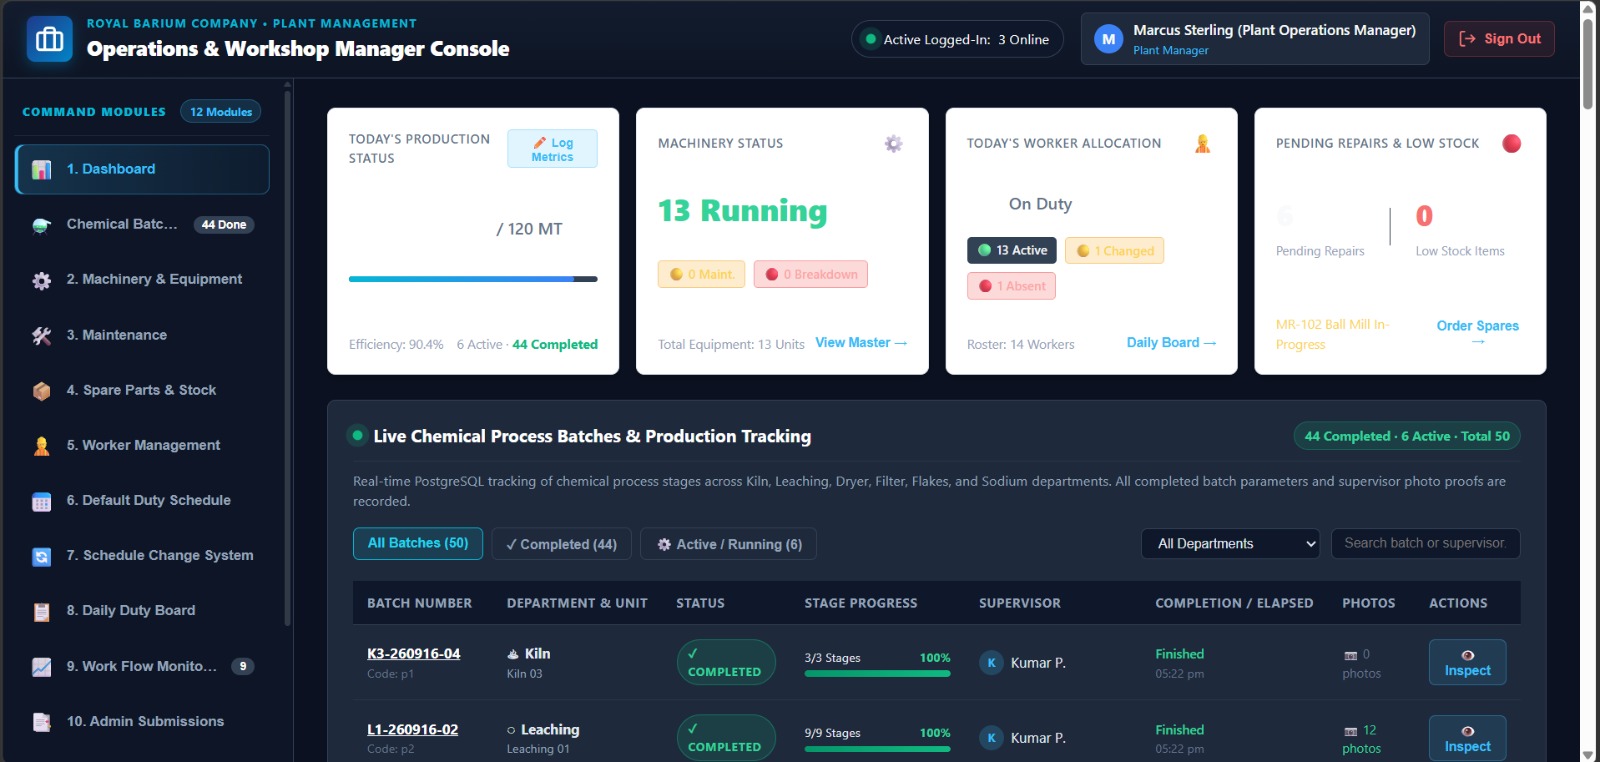 ROYAL BARIUM COMPANY • PLANT MANAGEMENT
Operations & Workshop Manager Console
Active Logged-In: 3 Online
M
Marcus Sterling (Plant Operations Manager)
Plant Manager
Sign Out
COMMAND MODULES
12 Modules
1. Dashboard
Chemical Batc...
44 Done
2. Machinery & Equipment
3. Maintenance
4. Spare Parts & Stock
5. Worker Management
6. Default Duty Schedule
7. Schedule Change System
8. Daily Duty Board
9. Work Flow Monito...
9
10. Admin Submissions
TODAY'S PRODUCTION
STATUS
Log
Metrics
/ 120 MT
Efficiency: 90.4%
6 Active · 44 Completed
MACHINERY STATUS
13 Running
0 Maint.
0 Breakdown
Total Equipment: 13 Units
View Master →
TODAY'S WORKER ALLOCATION
On Duty
13 Active
1 Changed
1 Absent
Roster: 14 Workers
Daily Board →
PENDING REPAIRS & LOW STOCK
6
Pending Repairs
0
Low Stock Items
MR-102 Ball Mill In-
Progress
Order Spares
→
Live Chemical Process Batches & Production Tracking
44 Completed · 6 Active · Total 50
Real-time PostgreSQL tracking of chemical process stages across Kiln, Leaching, Dryer, Filter, Flakes, and Sodium departments. All completed batch parameters and supervisor photo proofs are
recorded.
All Batches (50)
✓ Completed (44)
Active / Running (6)
All Departments
Search batch or supervisor.
BATCH NUMBER DEPARTMENT & UNIT STATUS STAGE PROGRESS SUPERVISOR COMPLETION / ELAPSED PHOTOS ACTIONS
K3-260916-04
Code: p1
Kiln
Kiln 03
✓
COMPLETED
3/3 Stages 100%
K Kumar P.
Finished
05:22 pm
0
photos
Inspect
L1-260916-02
Code: p2
Leaching
Leaching 01
✓
COMPLETED
9/9 Stages 100%
K Kumar P.
Finished
05:22 pm
12
photos
Inspect